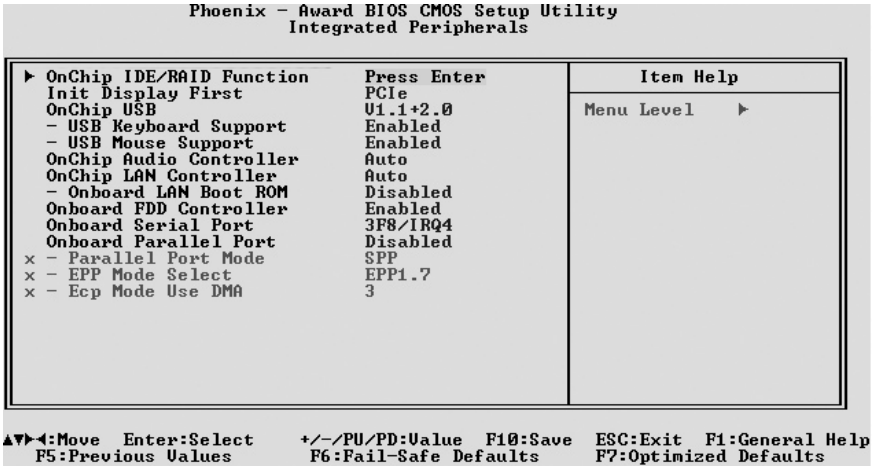 Phoenix - Award BIOS CMOS Setup Utility
Integrated Peripherals
▶ OnChip IDE/RAID Function Press Enter
Init Display First PCIe
OnChip USB V1.1+2.0
- USB Keyboard Support Enabled
- USB Mouse Support Enabled
OnChip Audio Controller Auto
OnChip LAN Controller Auto
- Onboard LAN Boot ROM Disabled
Onboard FDD Controller Enabled
Onboard Serial Port 3F8/IRQ4
Onboard Parallel Port Disabled
x - Parallel Port Mode SPP
x - EPP Mode Select EPP1.7
x - Ecp Mode Use DMA 3
Item Help
Menu Level ▶
▲▼▶◀:Move Enter:Select +/-/PU/PD:Value F10:Save ESC:Exit F1:General Help
F5:Previous Values F6:Fail-Safe Defaults F7:Optimized Defaults